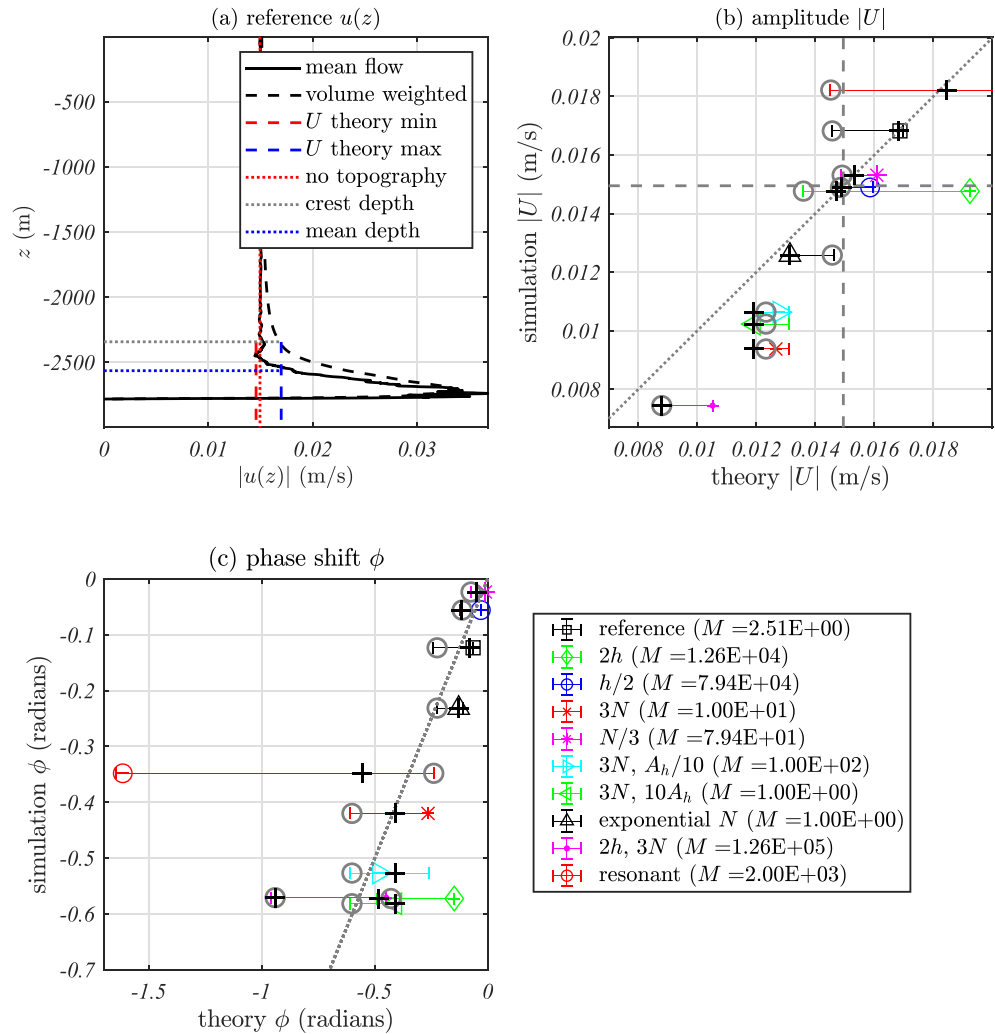 (a) reference u(z)
mean flow
volume weighted
U theory min
U theory max
no topography
crest depth
mean depth
-500
-1000
-1500
-2000
-2500
z (m)
0
0.01
0.02
0.03
|u(z)| (m/s)
(b) amplitude |U|
0.02
0.018
0.016
0.014
0.012
0.01
0.008
simulation |U| (m/s)
0.008
0.01
0.012
0.014
0.016
0.018
theory |U| (m/s)
(c) phase shift ϕ
0
-0.1
-0.2
-0.3
-0.4
-0.5
-0.6
-0.7
simulation ϕ (radians)
-1.5
-1
-0.5
0
theory ϕ (radians)
reference (M =2.51E+00)
2h (M =1.26E+04)
h/2 (M =7.94E+04)
3N (M =1.00E+01)
N/3 (M =7.94E+01)
3N, A_h/10 (M =1.00E+02)
3N, 10A_h (M =1.00E+00)
exponential N (M =1.00E+00)
2h, 3N (M =1.26E+05)
resonant (M =2.00E+03)